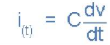 i(t) = C dv/dt